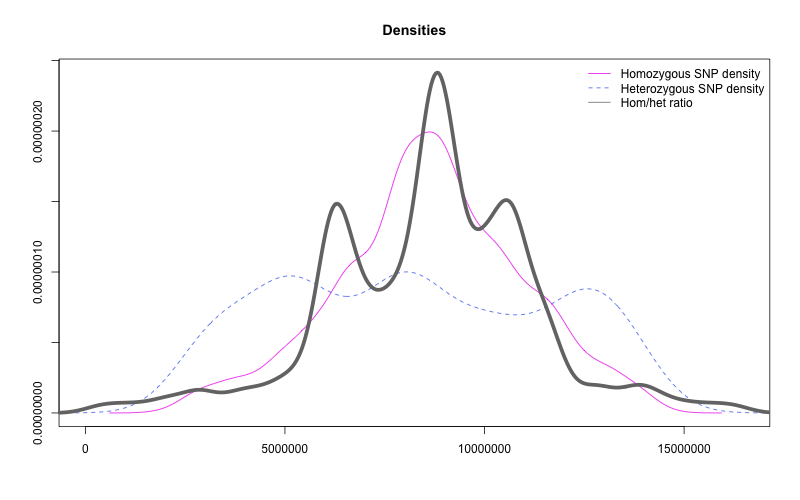 Densities
Homozygous SNP density
Heterozygous SNP density
Hom/het ratio
0.00000020
0.00000010
0.00000000
0
5000000
10000000
15000000